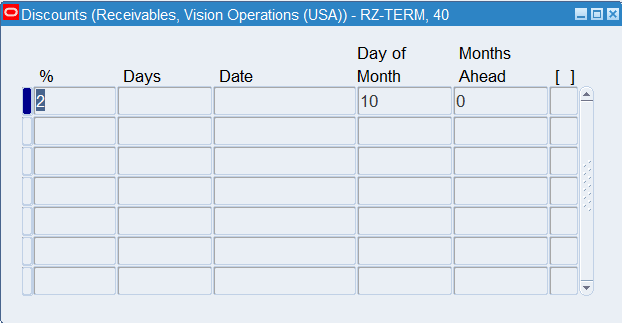 Discounts (Receivables, Vision Operations (USA)) - RZ-TERM, 40
Day of Months
% Days Date Month Ahead [ ]
2 10 0